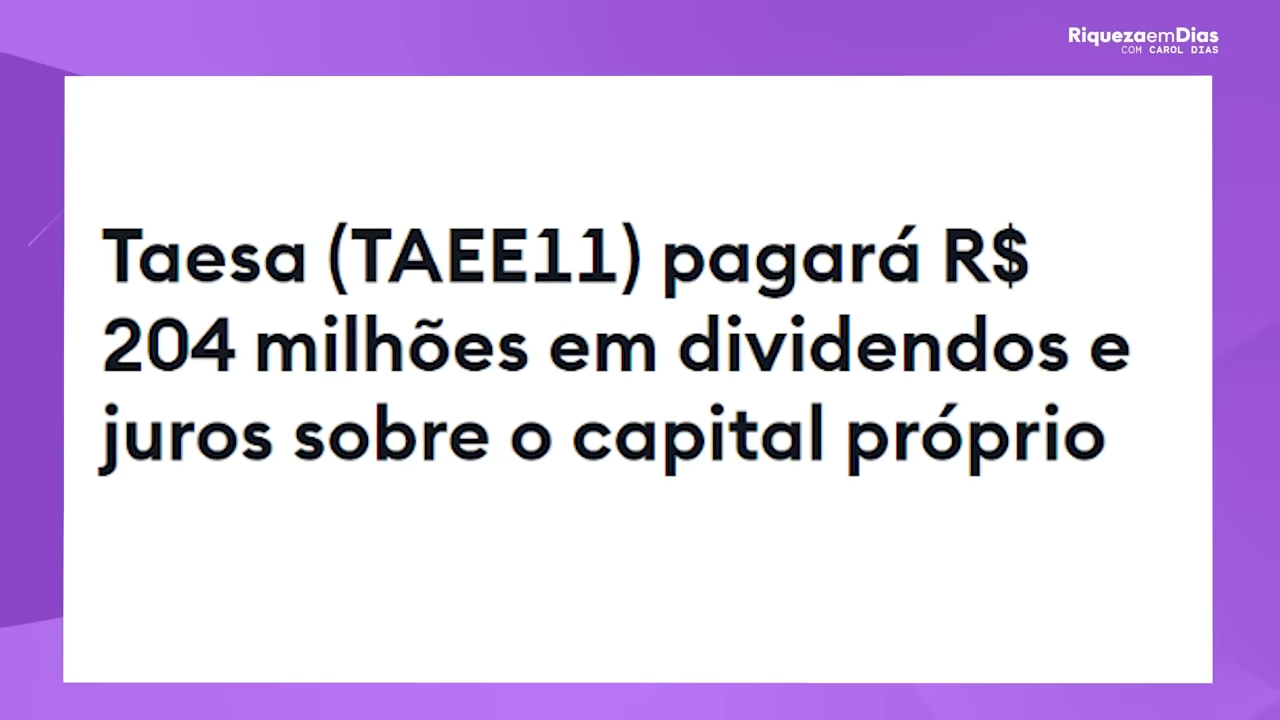 RiquezaemDias
COM CAROL DIAS
Taesa (TAEE11) pagará R$
204 milhões em dividendos e
juros sobre o capital próprio